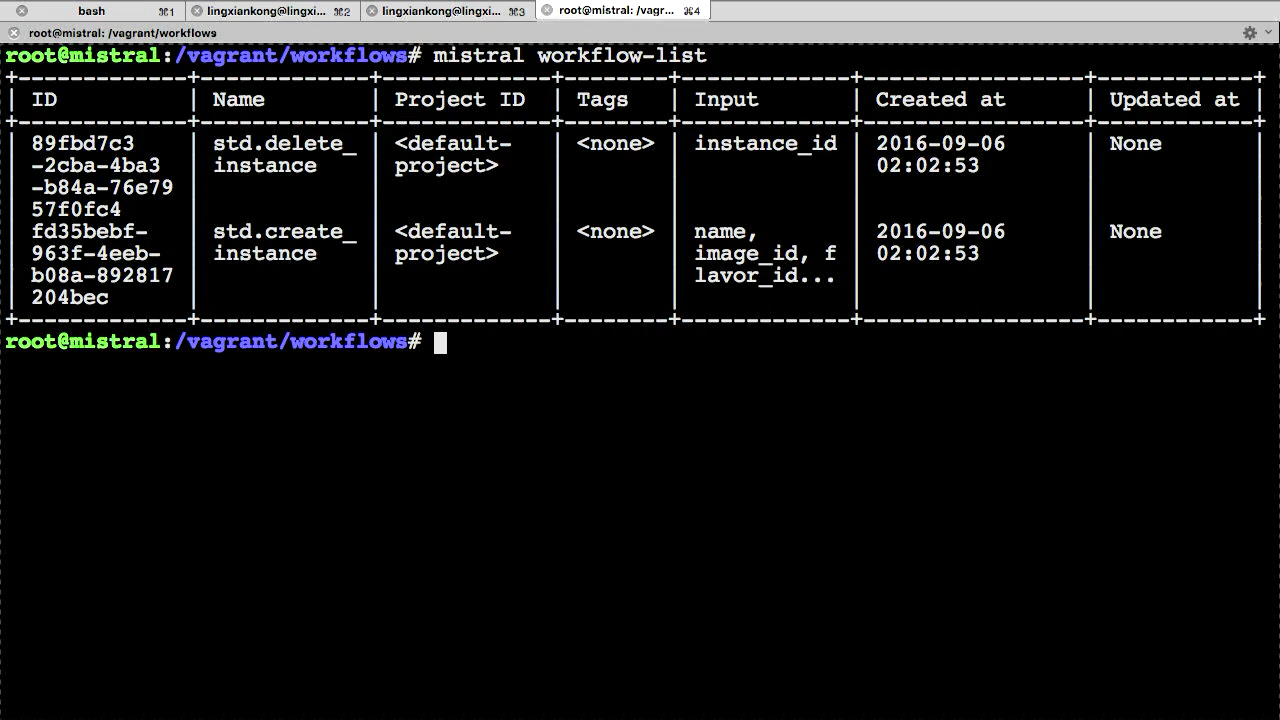 bash ⌘1 lingxiankong@lingxi... ⌘2 lingxiankong@lingxi... ⌘3 root@mistral: /vagr... ⌘4
root@mistral: /vagrant/workflows
root@mistral:/vagrant/workflows# mistral workflow-list
+-------------+-------------+-------------+--------+-------------+-----------------+------------+
| ID | Name | Project ID | Tags | Input | Created at | Updated at |
+-------------+-------------+-------------+--------+-------------+-----------------+------------+
| 89fbd7c3 | std.delete_ | <default- | <none> | instance_id | 2016-09-06 | None |
| -2cba-4ba3 | instance | project> | | | 02:02:53 | |
| -b84a-76e79 | | | | | | |
| 57f0fc4 | | | | | | |
| fd35bebf- | std.create_ | <default- | <none> | name, | 2016-09-06 | None |
| 963f-4eeb- | instance | project> | | image_id, f | 02:02:53 | |
| b08a-892817 | | | | lavor_id... | | |
| 204bec | | | | | | |
+-------------+-------------+-------------+--------+-------------+-----------------+------------+
root@mistral:/vagrant/workflows#